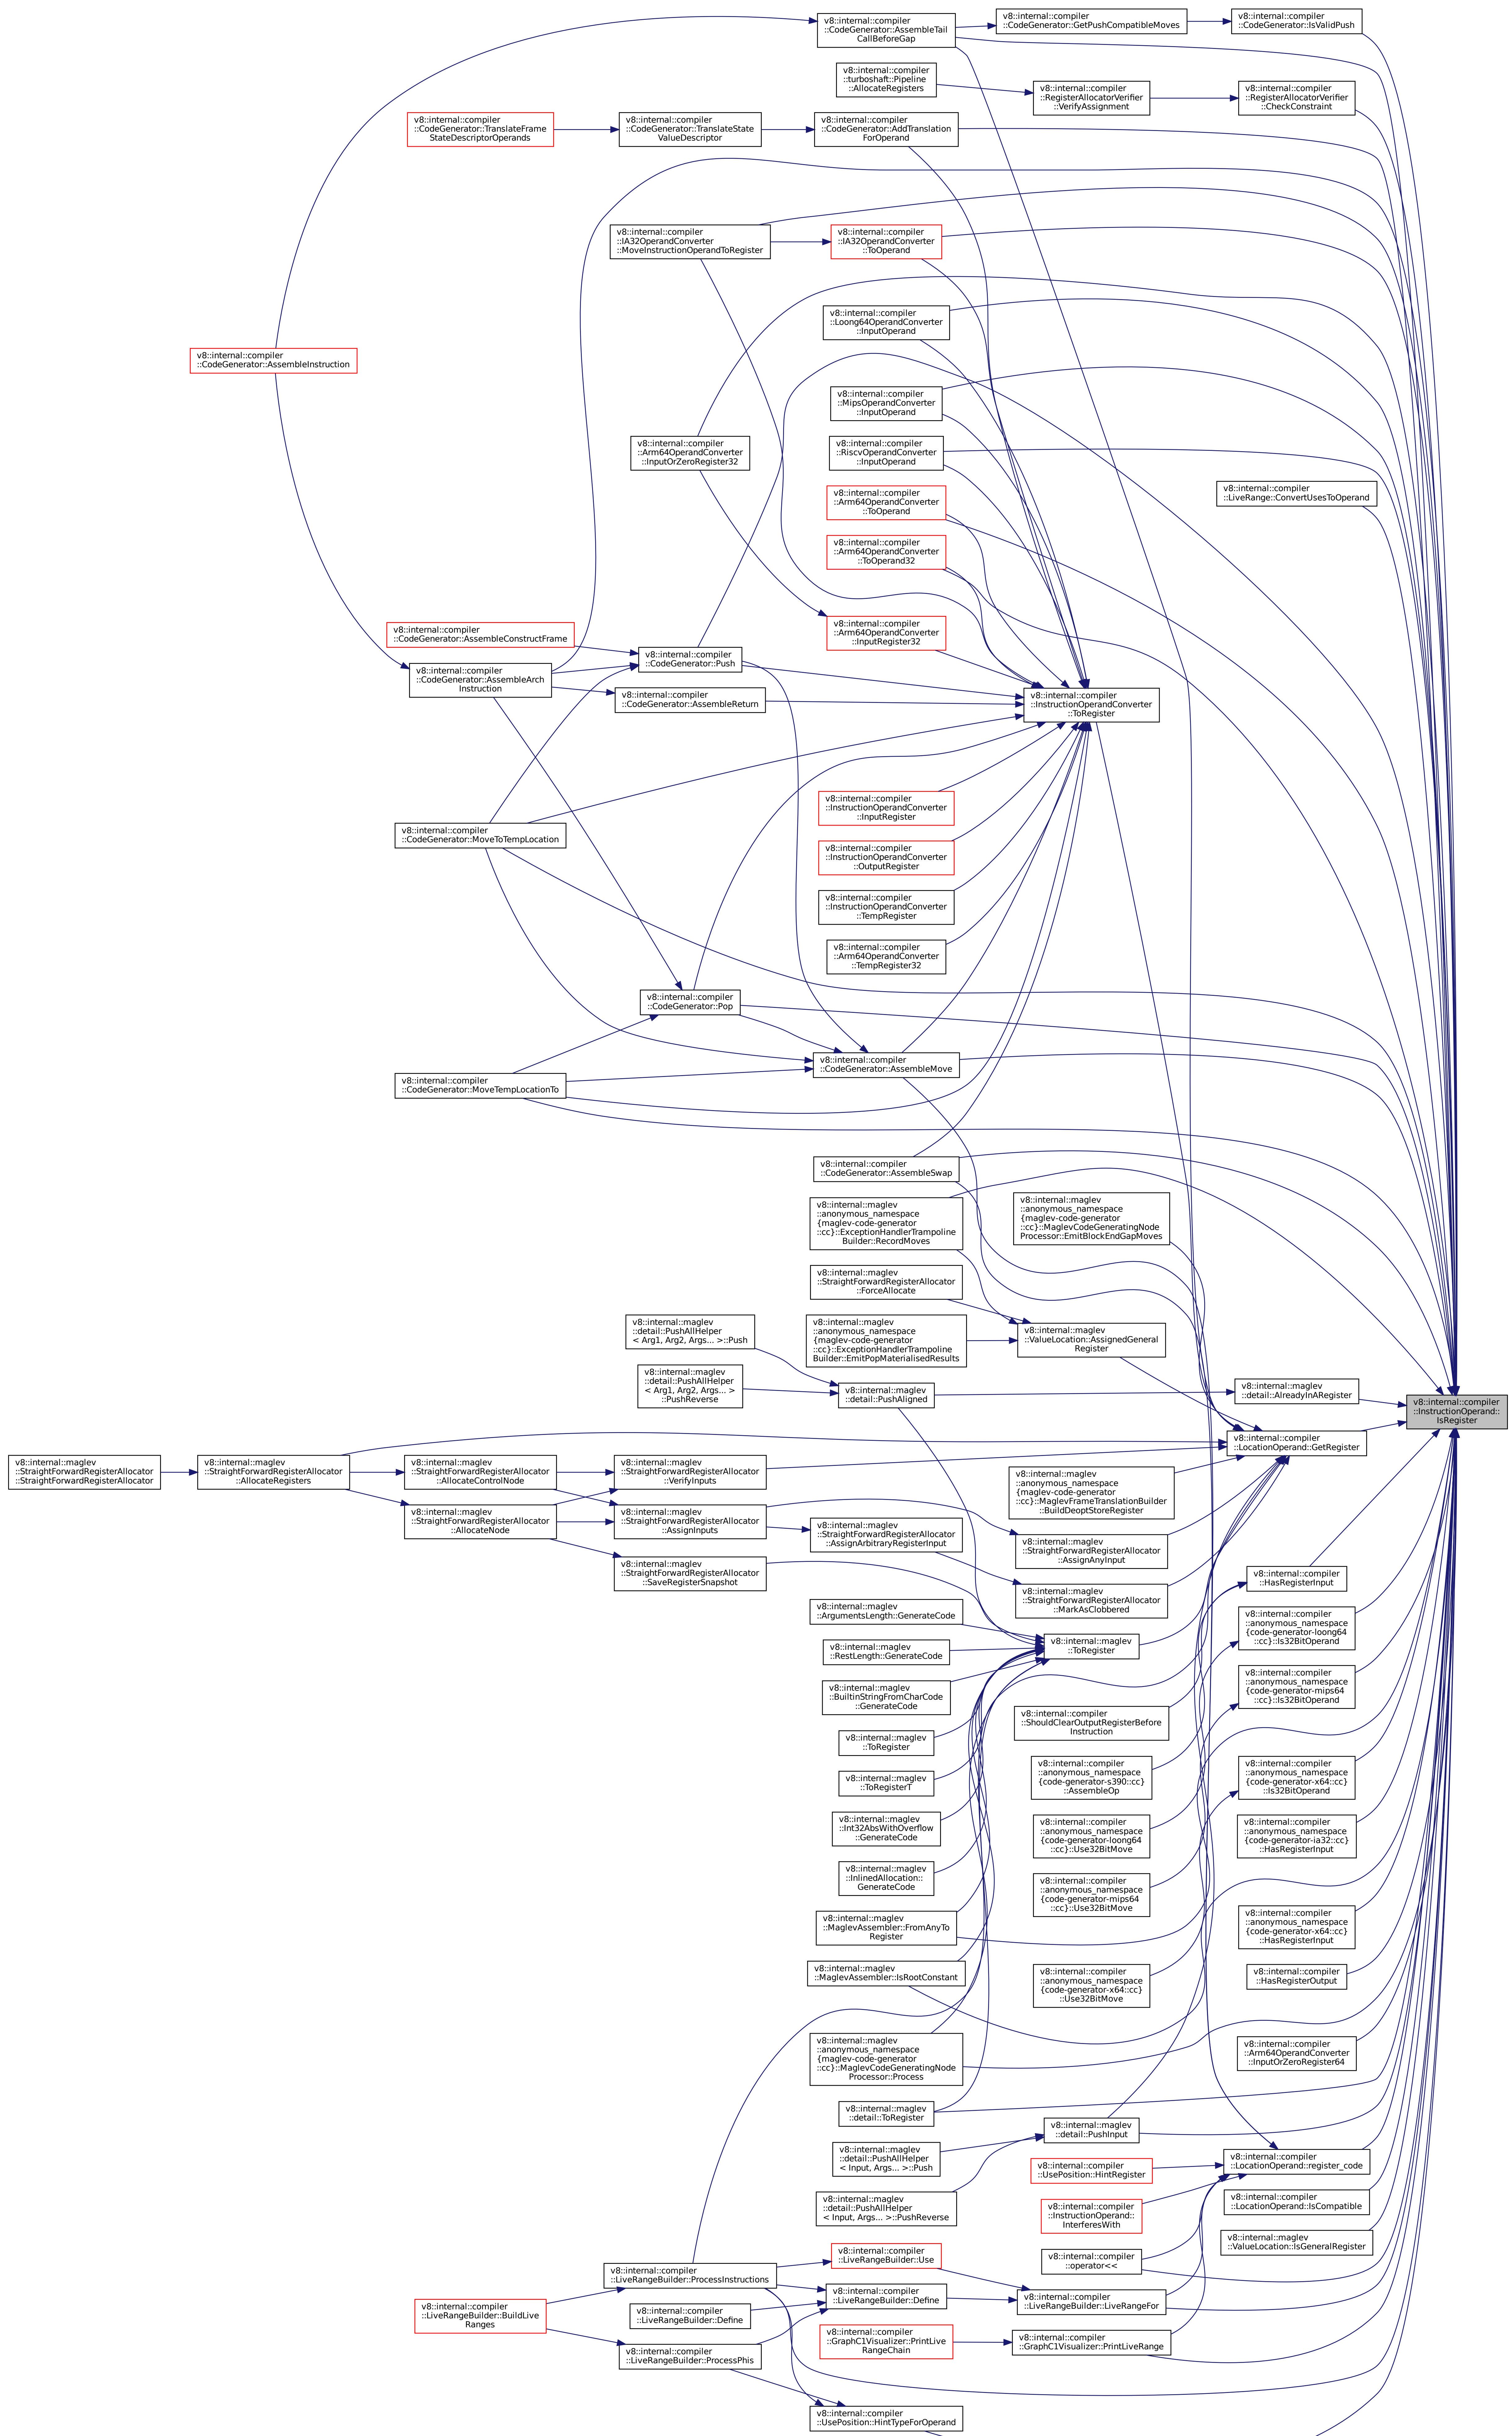 v8::internal::compiler
::CodeGenerator::AssembleTail
CallBeforeGap
v8::internal::compiler
::CodeGenerator::GetPushCompatibleMoves
v8::internal::compiler
::CodeGenerator::IsValidPush
v8::internal::compiler
::turboshaft::Pipeline
::AllocateRegisters
v8::internal::compiler
::RegisterAllocatorVerifier
::VerifyAssignment
v8::internal::compiler
::RegisterAllocatorVerifier
::CheckConstraint
v8::internal::compiler
::CodeGenerator::TranslateFrame
StateDescriptorOperands
v8::internal::compiler
::CodeGenerator::TranslateState
ValueDescriptor
v8::internal::compiler
::CodeGenerator::AddTranslation
ForOperand
v8::internal::compiler
::IA32OperandConverter
::MoveInstructionOperandToRegister
v8::internal::compiler
::IA32OperandConverter
::ToOperand
v8::internal::compiler
::Loong64OperandConverter
::InputOperand
v8::internal::compiler
::CodeGenerator::AssembleInstruction
v8::internal::compiler
::MipsOperandConverter
::InputOperand
v8::internal::compiler
::Arm64OperandConverter
::InputOrZeroRegister32
v8::internal::compiler
::RiscvOperandConverter
::InputOperand
v8::internal::compiler
::Arm64OperandConverter
::ToOperand
v8::internal::compiler
::LiveRange::ConvertUsesToOperand
v8::internal::compiler
::Arm64OperandConverter
::ToOperand32
v8::internal::compiler
::CodeGenerator::AssembleConstructFrame
v8::internal::compiler
::Arm64OperandConverter
::InputRegister32
v8::internal::compiler
::CodeGenerator::Push
v8::internal::compiler
::CodeGenerator::AssembleArch
Instruction
v8::internal::compiler
::CodeGenerator::AssembleReturn
v8::internal::compiler
::InstructionOperandConverter
::ToRegister
v8::internal::compiler
::InstructionOperandConverter
::InputRegister
v8::internal::compiler
::CodeGenerator::MoveToTempLocation
v8::internal::compiler
::InstructionOperandConverter
::OutputRegister
v8::internal::compiler
::InstructionOperandConverter
::TempRegister
v8::internal::compiler
::Arm64OperandConverter
::TempRegister32
v8::internal::compiler
::CodeGenerator::Pop
v8::internal::compiler
::CodeGenerator::AssembleMove
v8::internal::compiler
::CodeGenerator::MoveTempLocationTo
v8::internal::compiler
::CodeGenerator::AssembleSwap
v8::internal::maglev
::anonymous_namespace
{maglev-code-generator
::cc}::ExceptionHandlerTrampoline
Builder::RecordMoves
v8::internal::maglev
::anonymous_namespace
{maglev-code-generator
::cc}::MaglevCodeGeneratingNode
Processor::EmitBlockEndGapMoves
v8::internal::maglev
::StraightForwardRegisterAllocator
::ForceAllocate
v8::internal::maglev
::detail::PushAllHelper
< Arg1, Arg2, Args... >::Push
v8::internal::maglev
::anonymous_namespace
{maglev-code-generator
::cc}::ExceptionHandlerTrampoline
Builder::EmitPopMaterialisedResults
v8::internal::maglev
::ValueLocation::AssignedGeneral
Register
v8::internal::maglev
::detail::PushAllHelper
< Arg1, Arg2, Args... >
::PushReverse
v8::internal::maglev
::detail::PushAligned
v8::internal::maglev
::detail::AlreadyInARegister
v8::internal::compiler
::InstructionOperand::
IsRegister
v8::internal::compiler
::LocationOperand::GetRegister
v8::internal::maglev
::StraightForwardRegisterAllocator
::StraightForwardRegisterAllocator
v8::internal::maglev
::StraightForwardRegisterAllocator
::AllocateRegisters
v8::internal::maglev
::StraightForwardRegisterAllocator
::AllocateControlNode
v8::internal::maglev
::StraightForwardRegisterAllocator
::VerifyInputs
v8::internal::maglev
::anonymous_namespace
{maglev-code-generator
::cc}::MaglevFrameTranslationBuilder
::BuildDeoptStoreRegister
v8::internal::maglev
::StraightForwardRegisterAllocator
::AllocateNode
v8::internal::maglev
::StraightForwardRegisterAllocator
::AssignInputs
v8::internal::maglev
::StraightForwardRegisterAllocator
::AssignArbitraryRegisterInput
v8::internal::maglev
::StraightForwardRegisterAllocator
::AssignAnyInput
v8::internal::maglev
::StraightForwardRegisterAllocator
::SaveRegisterSnapshot
v8::internal::maglev
::StraightForwardRegisterAllocator
::MarkAsClobbered
v8::internal::compiler
::HasRegisterInput
v8::internal::maglev
::ArgumentsLength::GenerateCode
v8::internal::compiler
::anonymous_namespace
{code-generator-loong64
::cc}::Is32BitOperand
v8::internal::maglev
::RestLength::GenerateCode
v8::internal::maglev
::ToRegister
v8::internal::maglev
::BuiltinStringFromCharCode
::GenerateCode
v8::internal::compiler
::anonymous_namespace
{code-generator-mips64
::cc}::Is32BitOperand
v8::internal::compiler
::ShouldClearOutputRegisterBefore
Instruction
v8::internal::maglev
::ToRegister
v8::internal::maglev
::ToRegisterT
v8::internal::compiler
::anonymous_namespace
{code-generator-s390::cc}
::AssembleOp
v8::internal::compiler
::anonymous_namespace
{code-generator-x64::cc}
::Is32BitOperand
v8::internal::maglev
::Int32AbsWithOverflow
::GenerateCode
v8::internal::compiler
::anonymous_namespace
{code-generator-loong64
::cc}::Use32BitMove
v8::internal::compiler
::anonymous_namespace
{code-generator-ia32::cc}
::HasRegisterInput
v8::internal::maglev
::InlinedAllocation::
GenerateCode
v8::internal::compiler
::anonymous_namespace
{code-generator-mips64
::cc}::Use32BitMove
v8::internal::maglev
::MaglevAssembler::FromAnyTo
Register
v8::internal::compiler
::anonymous_namespace
{code-generator-x64::cc}
::HasRegisterInput
v8::internal::maglev
::MaglevAssembler::IsRootConstant
v8::internal::compiler
::anonymous_namespace
{code-generator-x64::cc}
::Use32BitMove
v8::internal::compiler
::HasRegisterOutput
v8::internal::maglev
::anonymous_namespace
{maglev-code-generator
::cc}::MaglevCodeGeneratingNode
Processor::Process
v8::internal::compiler
::Arm64OperandConverter
::InputOrZeroRegister64
v8::internal::maglev
::detail::ToRegister
v8::internal::maglev
::detail::PushInput
v8::internal::maglev
::detail::PushAllHelper
< Input, Args... >::Push
v8::internal::compiler
::UsePosition::HintRegister
v8::internal::compiler
::LocationOperand::register_code
v8::internal::maglev
::detail::PushAllHelper
< Input, Args... >::PushReverse
v8::internal::compiler
::InstructionOperand::
InterferesWith
v8::internal::compiler
::LocationOperand::IsCompatible
v8::internal::maglev
::ValueLocation::IsGeneralRegister
v8::internal::compiler
::operator<<
v8::internal::compiler
::LiveRangeBuilder::Use
v8::internal::compiler
::LiveRangeBuilder::ProcessInstructions
v8::internal::compiler
::LiveRangeBuilder::Define
v8::internal::compiler
::LiveRangeBuilder::LiveRangeFor
v8::internal::compiler
::LiveRangeBuilder::BuildLive
Ranges
v8::internal::compiler
::LiveRangeBuilder::Define
v8::internal::compiler
::GraphC1Visualizer::PrintLive
RangeChain
v8::internal::compiler
::GraphC1Visualizer::PrintLiveRange
v8::internal::compiler
::LiveRangeBuilder::ProcessPhis
v8::internal::compiler
::UsePosition::HintTypeForOperand